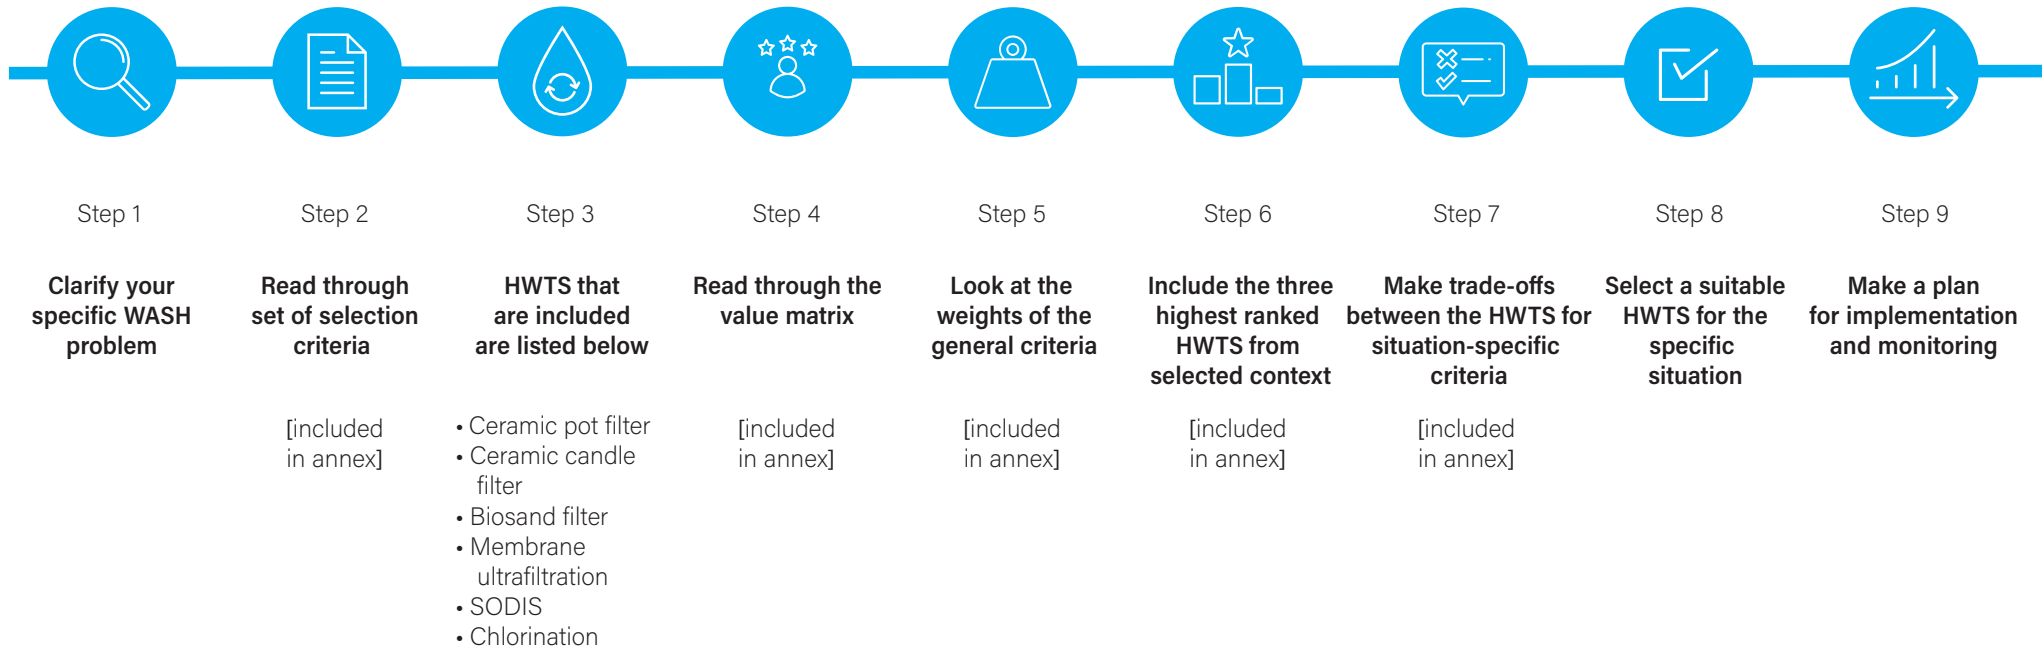 Step 1
Clarify your
specific WASH
problem
Step 2
Read through
set of selection
criteria
[included
in annex]
Step 3
HWTS that
are included
are listed below
• Ceramic pot filter
• Ceramic candle
filter
• Biosand filter
• Membrane
ultrafiltration
• SODIS
• Chlorination
Step 4
Read through the
value matrix
[included
in annex]
Step 5
Look at the
weights of the
general criteria
[included
in annex]
Step 6
Include the three
highest ranked
HWTS from
selected context
[included
in annex]
Step 7
Make trade-offs
between the HWTS for
situation-specific
criteria
[included
in annex]
Step 8
Select a suitable
HWTS for the
specific
situation
Step 9
Make a plan
for implementation
and monitoring